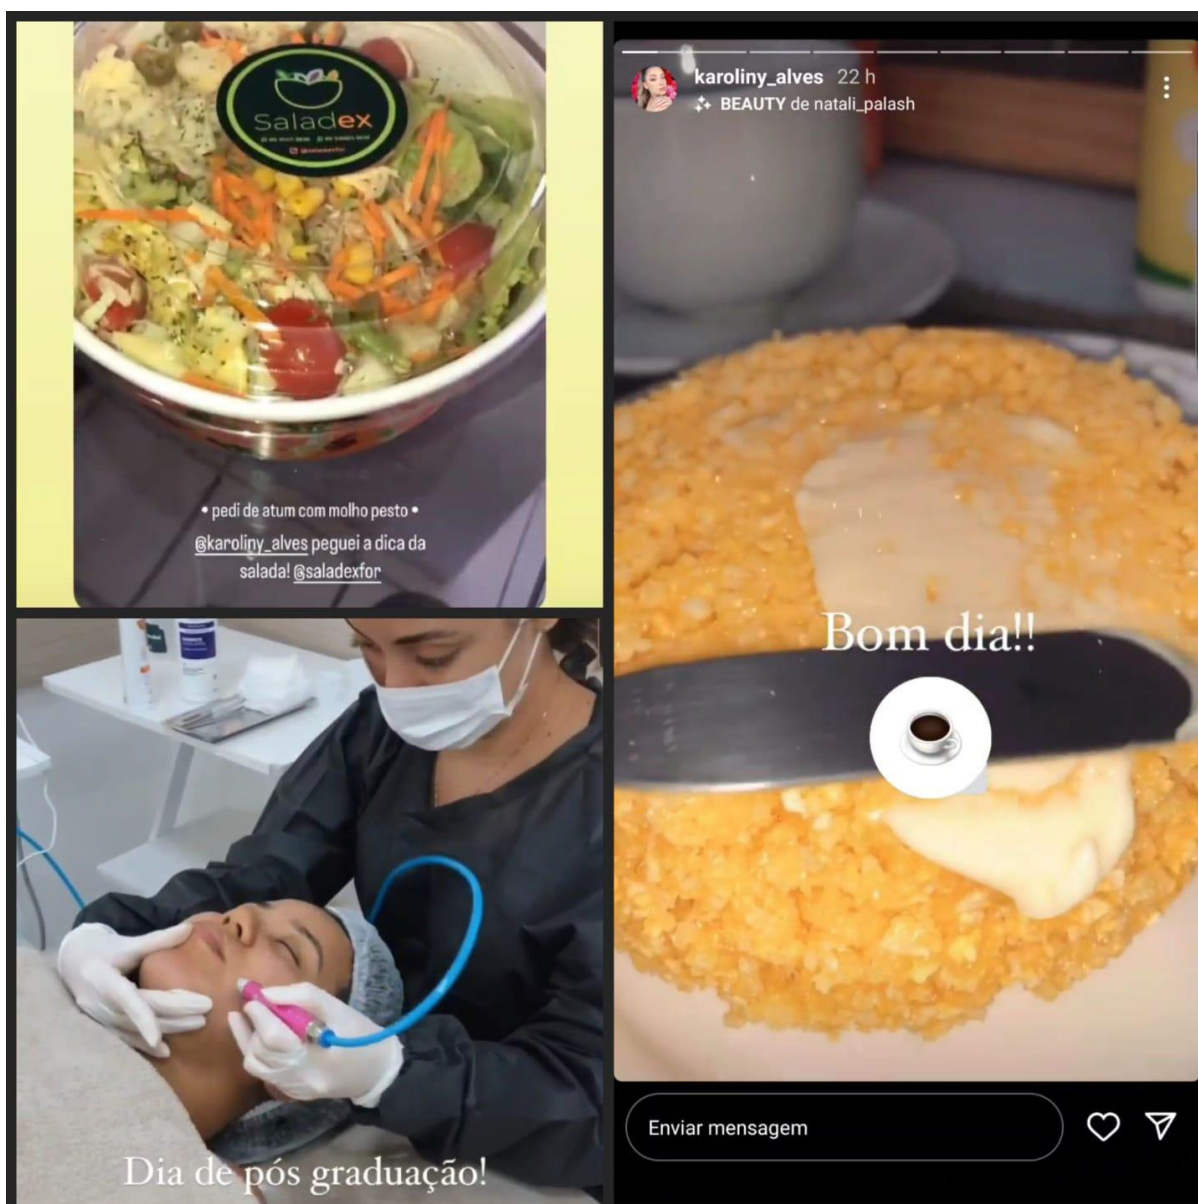 Saladex
• pedi de atum com molho pesto •
@karoliny_alves peguei a dica da
salada! @saladexfor
Dia de pós graduação!
karoliny_alves 22 h
BEAUTY de natali_palash
Bom dia!!
Enviar mensagem